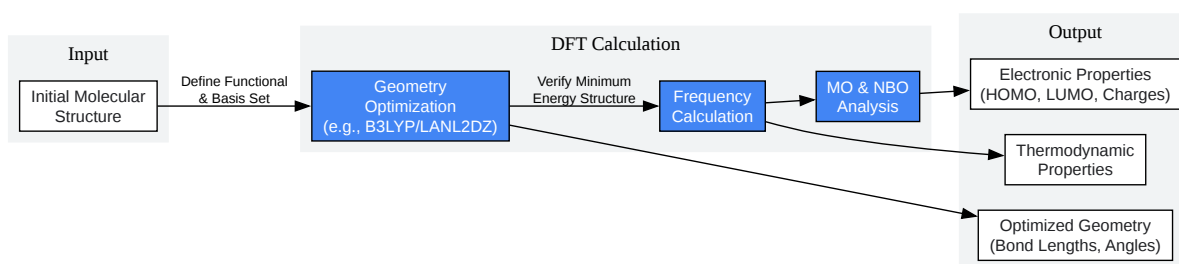 Input
Initial Molecular
Structure
Define Functional
& Basis Set
DFT Calculation
Geometry
Optimization
(e.g., B3LYP/LANL2DZ)
Verify Minimum
Energy Structure
Frequency
Calculation
MO & NBO
Analysis
Output
Electronic Properties
(HOMO, LUMO, Charges)
Thermodynamic
Properties
Optimized Geometry
(Bond Lengths, Angles)